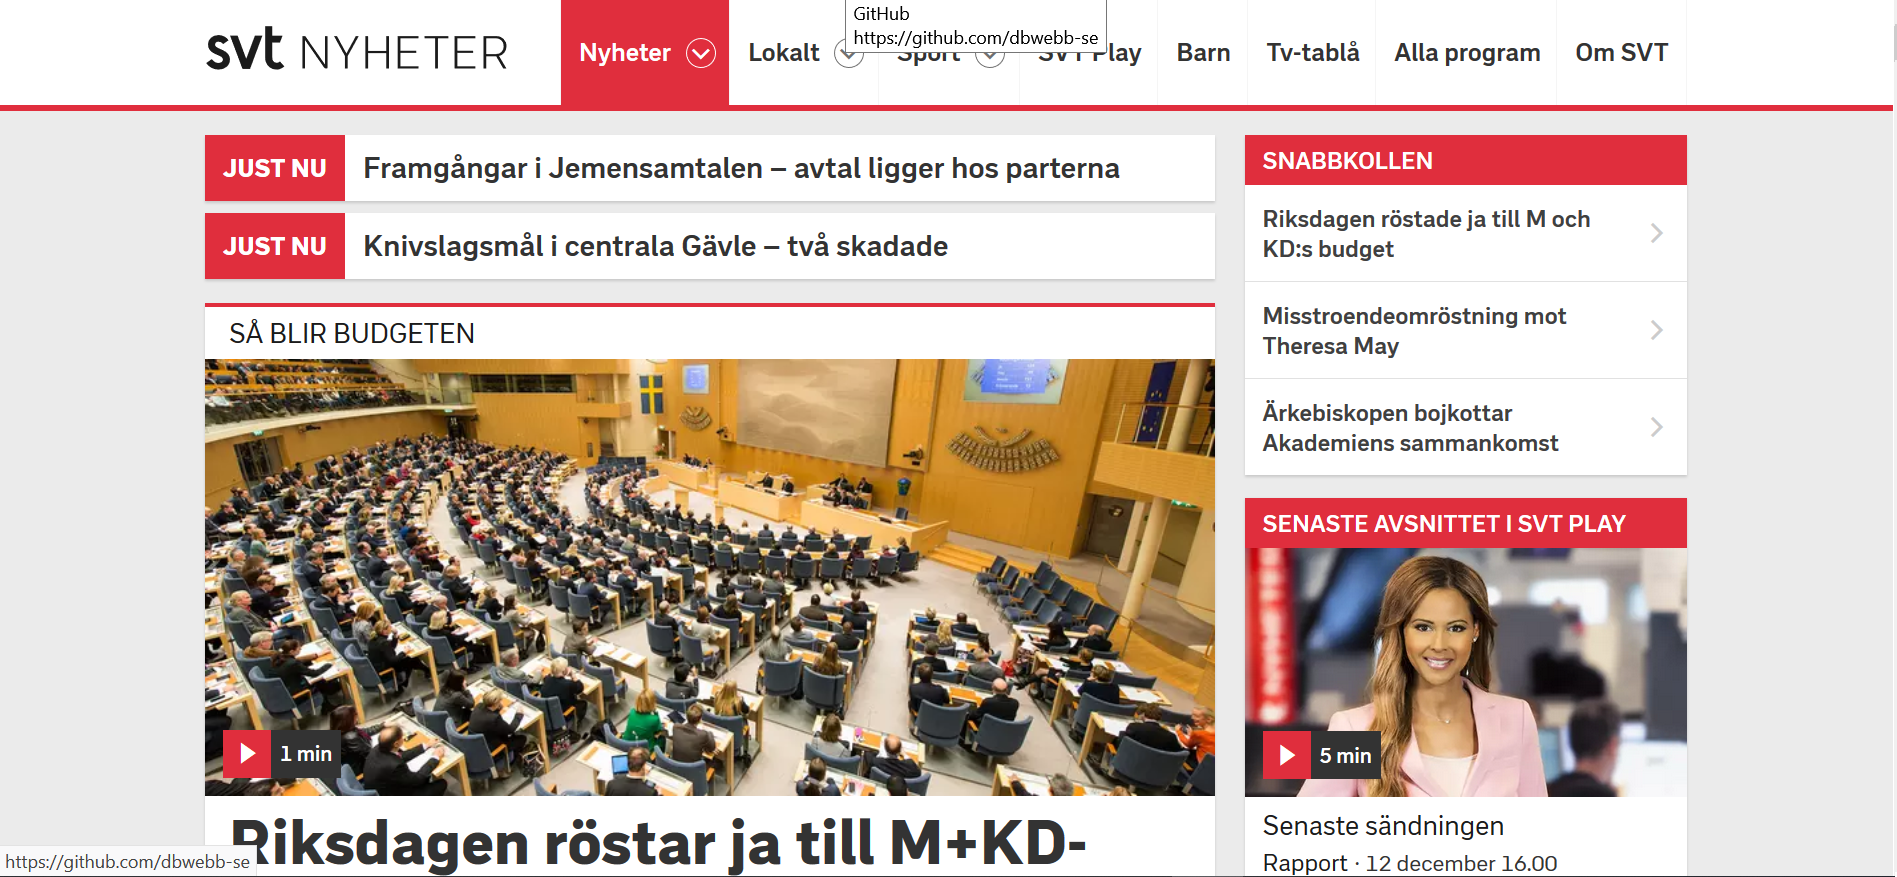 svt NYHETER
Nyheter
Lokalt
Sport
SVT Play
Barn
Tv-tablå
Alla program
Om SVT
GitHub
https://github.com/dbwebb-se
JUST NU
Framgångar i Jemensamtalen – avtal ligger hos parterna
JUST NU
Knivslagsmål i centrala Gävle – två skadade
SÅ BLIR BUDGETEN
1 min
Riksdagen röstar ja till M+KD-
SNABBKOLLEN
Riksdagen röstade ja till M och
KD:s budget
Misstroendeomröstning mot
Theresa May
Ärkebiskopen bojkottar
Akademiens sammankomst
SENASTE AVSNITTET I SVT PLAY
5 min
Senaste sändningen
Rapport · 12 december 16.00
https://github.com/dbwebb-se